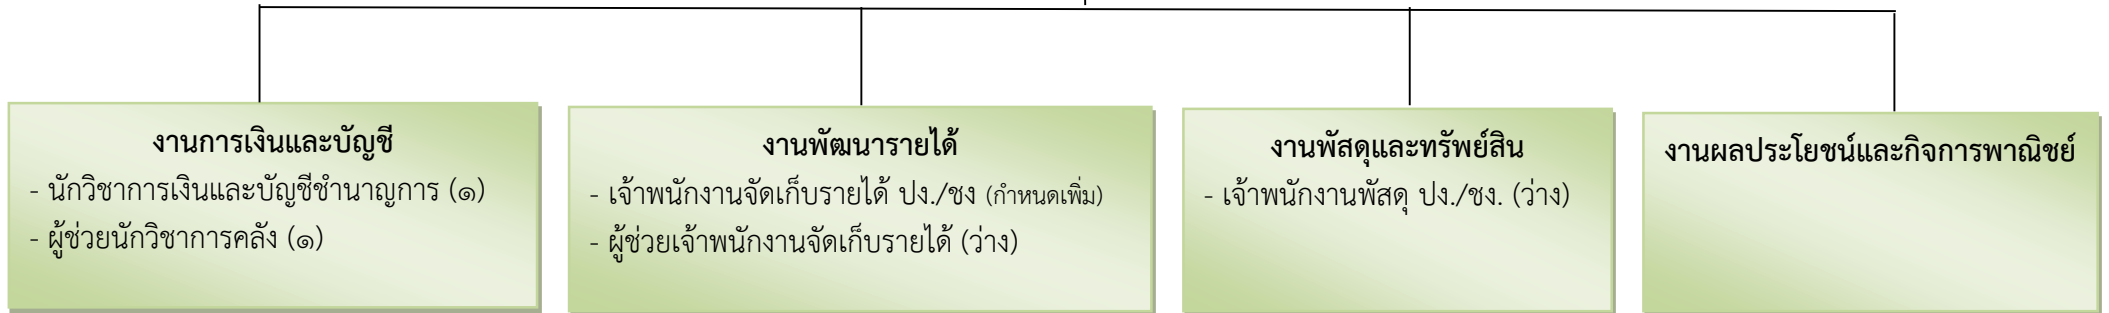 งานการเงินและบัญชี
- นักวิชาการเงินและบัญชีชำนาญการ (๑)
- ผู้ช่วยนักวิชาการคลัง (๑)
งานพัฒนารายได้
- เจ้าพนักงานจัดเก็บรายได้ ปง./ชง (กำหนดเพิ่ม)
- ผู้ช่วยเจ้าพนักงานจัดเก็บรายได้ (ว่าง)
งานพัสดุและทรัพย์สิน
- เจ้าพนักงานพัสดุ ปง./ชง. (ว่าง)
งานผลประโยชน์และกิจการพาณิชย์